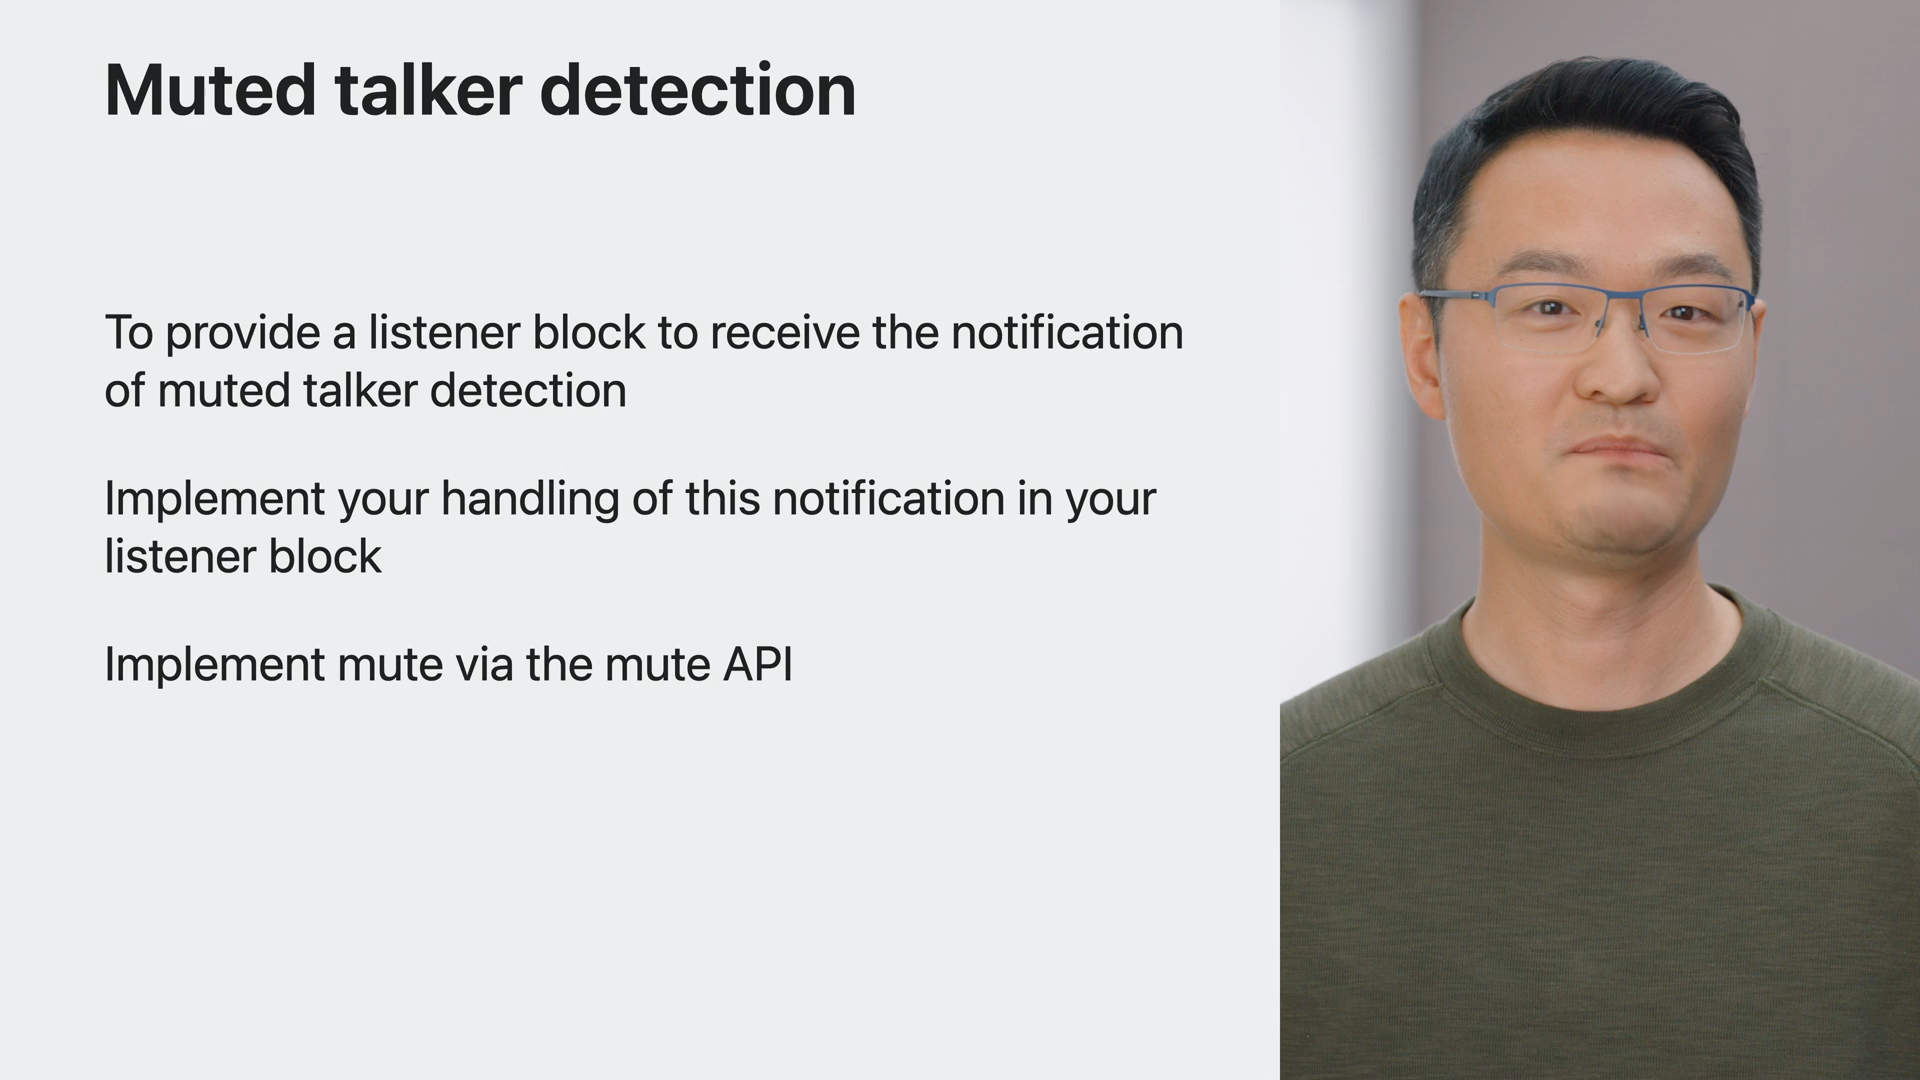 Muted talker detection
To provide a listener block to receive the notification
of muted talker detection
Implement your handling of this notification in your
listener block
Implement mute via the mute API